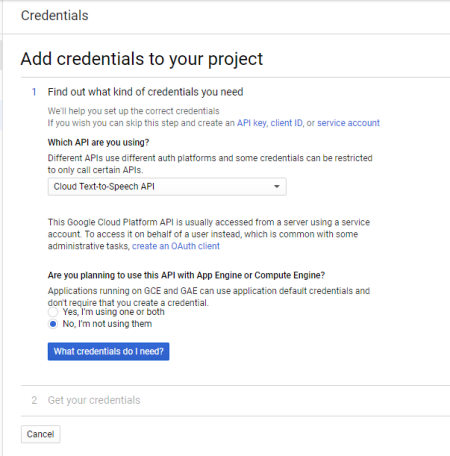 Credentials
Add credentials to your project
1 Find out what kind of credentials you need
We'll help you set up the correct credentials
If you wish you can skip this step and create an API key, client ID, or service account
Which API are you using?
Different APIs use different auth platforms and some credentials can be restricted
to only call certain APIs.
Cloud Text-to-Speech API
This Google Cloud Platform API is usually accessed from a server using a service
account. To access it on behalf of a user instead, which is common with some
administrative tasks, create an OAuth client
Are you planning to use this API with App Engine or Compute Engine?
Applications running on GCE and GAE can use application default credentials and
don't require that you create a credential.
Yes, I'm using one or both
No, I'm not using them
What credentials do I need?
2 Get your credentials
Cancel